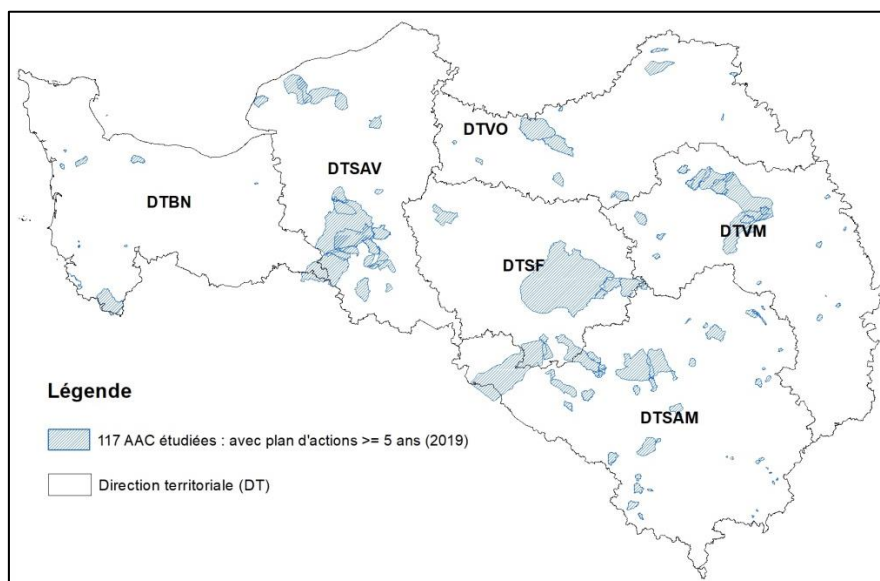 DTVO
DTSAV
DTBN
DTVM
DTSF
DTSAM
Légende
117 AAC étudiées : avec plan d'actions >= 5 ans (2019)
Direction territoriale (DT)